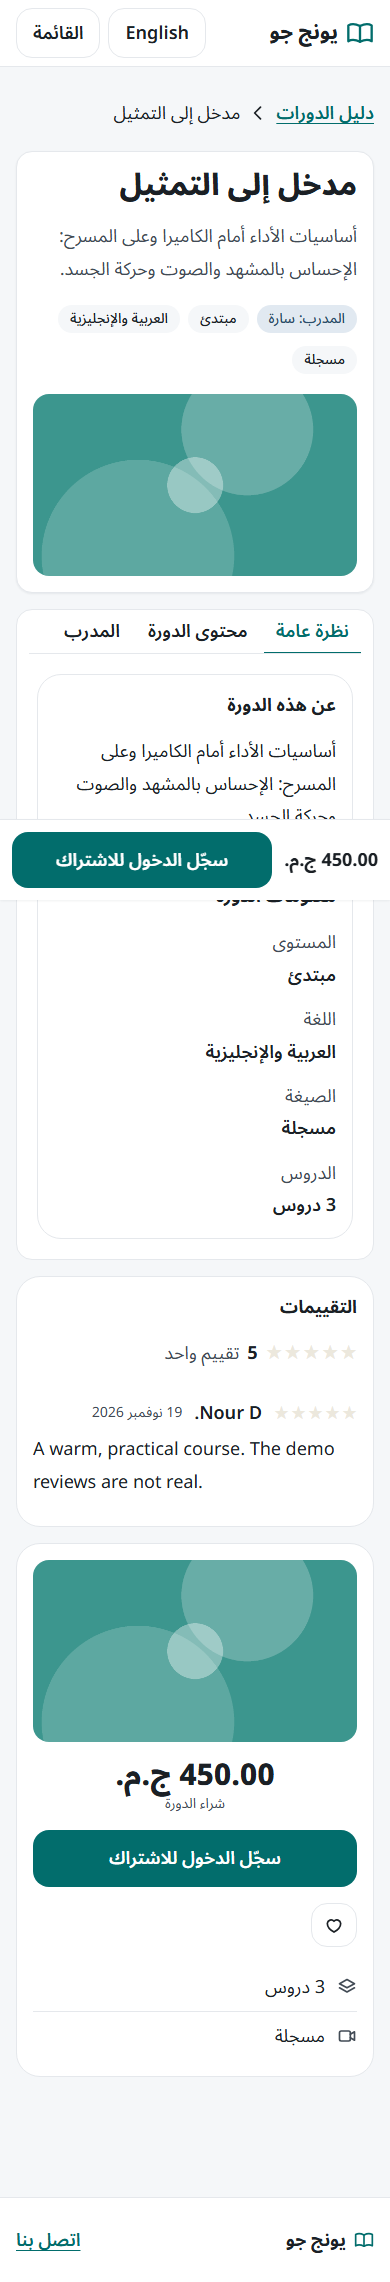 يونج جو
English
القائمة
دليل الدورات > مدخل إلى التمثيل
مدخل إلى التمثيل
أساسيات الأداء أمام الكاميرا وعلى المسرح:
الإحساس بالمشهد والصوت وحركة الجسد.
المدرب: سارة
مبتدئ
العربية والإنجليزية
مسجلة
نظرة عامة
محتوى الدورة
المدرب
عن هذه الدورة
أساسيات الأداء أمام الكاميرا وعلى
المسرح: الإحساس بالمشهد والصوت
450.00 ج.م.
سجّل الدخول للاشتراك
المستوى
مبتدئ
اللغة
العربية والإنجليزية
الصيغة
مسجلة
الدروس
3 دروس
التقييمات
5 تقييم واحد
Nour D.
19 نوفمبر 2026
A warm, practical course. The demo
reviews are not real.
450.00 ج.م.
شراء الدورة
سجّل الدخول للاشتراك
3 دروس
مسجلة
يونج جو
اتصل بنا